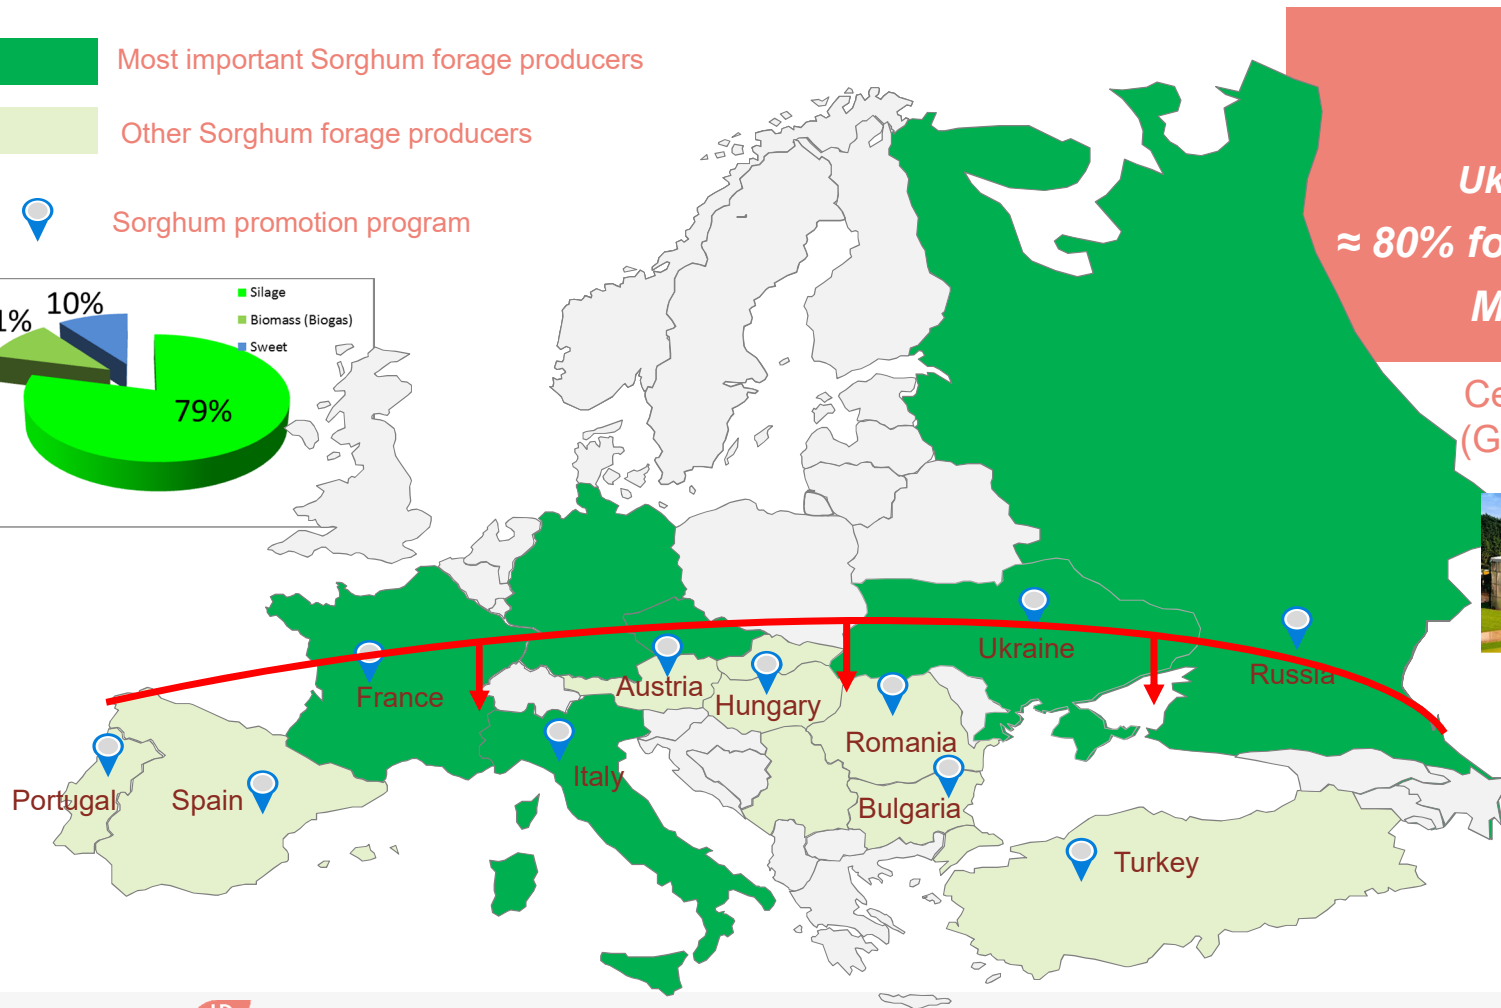 Most important Sorghum forage producers
Other Sorghum forage producers
Sorghum promotion program
≈ 80% fo
1%
10%
79%
Silage
Biomass (Biogas)
Sweet
Ukraine
Russia
France
Austria
Hungary
Romania
Italy
Portugal
Spain
Bulgaria
Turkey